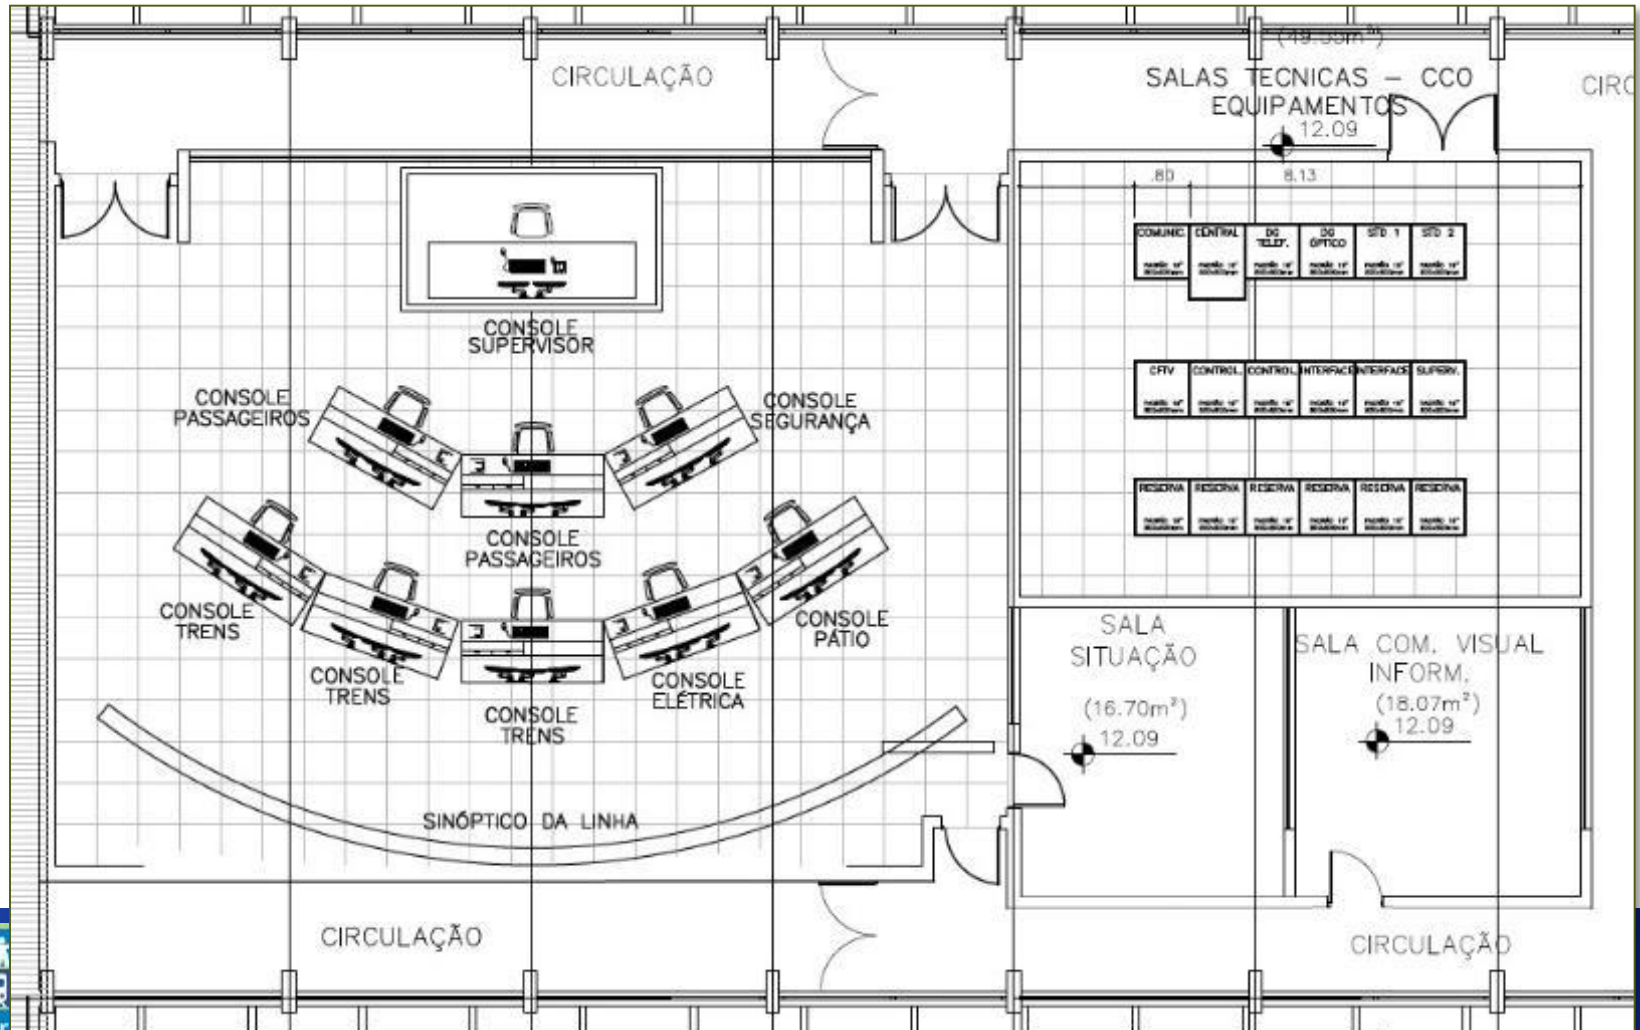 CIRCULAÇÃO
SALAS TECNICAS - CCO
EQUIPAMENTOS
12.09
CIRC
.80
8.13
COMUNIC.
CENTRAL
DG
TELEF.
DG
ÓPTICO
STD 1
STD 2
CONSOLE
SUPERVISOR
CFTV
CONTROL.
CONTROL.
INTERFACE
INTERFACE
SUPERV.
CONSOLE
PASSAGEIROS
CONSOLE
SEGURANÇA
RESERVA
RESERVA
RESERVA
RESERVA
RESERVA
RESERVA
CONSOLE
PASSAGEIROS
CONSOLE
TRENS
CONSOLE
PÁTIO
CONSOLE
TRENS
CONSOLE
ELÉTRICA
CONSOLE
TRENS
SALA
SITUAÇÃO
(16.70m²)
12.09
SALA COM. VISUAL
INFORM.
(18.07m²)
12.09
SINÓPTICO DA LINHA
CIRCULAÇÃO
CIRCULAÇÃO